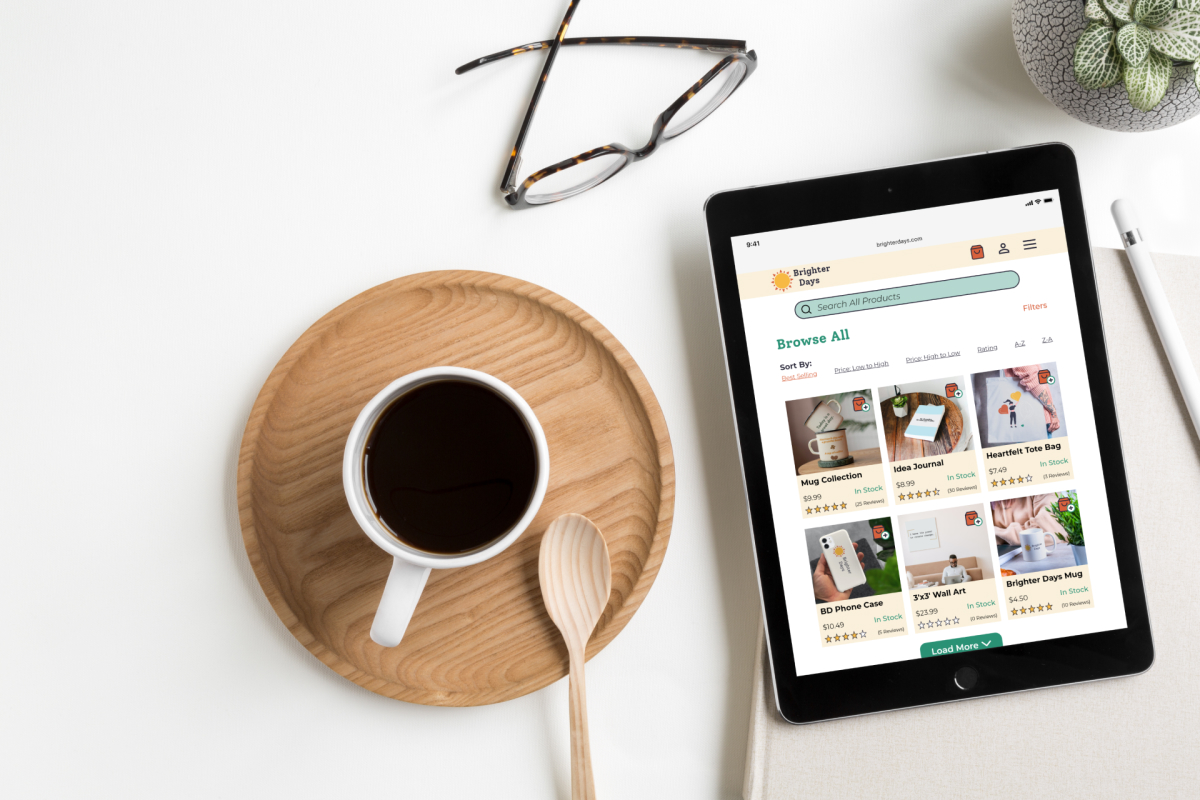 9:41
brighterdays.com
Brighter
Days
Search All Products
Filters
Browse All
Sort By:
Best Selling
Price: Low to High
Price: High to Low
Rating
A-Z
Z-A
Mug Collection
$9.99
In Stock
(25 Reviews)
Idea Journal
$8.99
In Stock
(50 Reviews)
Heartfelt Tote Bag
$7.49
In Stock
(3 Reviews)
BD Phone Case
$10.49
In Stock
(5 Reviews)
3'x3' Wall Art
$23.99
In Stock
(0 Reviews)
Brighter Days Mug
$4.50
In Stock
(10 Reviews)
Brighter
Days
Load More